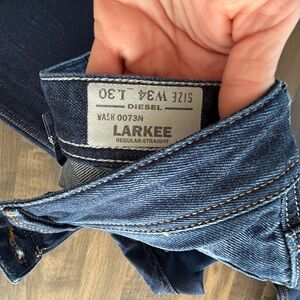 SIZE W34 L30
DIESEL
WASH 0073N
LARKEE
REGULAR-STRAIGHT